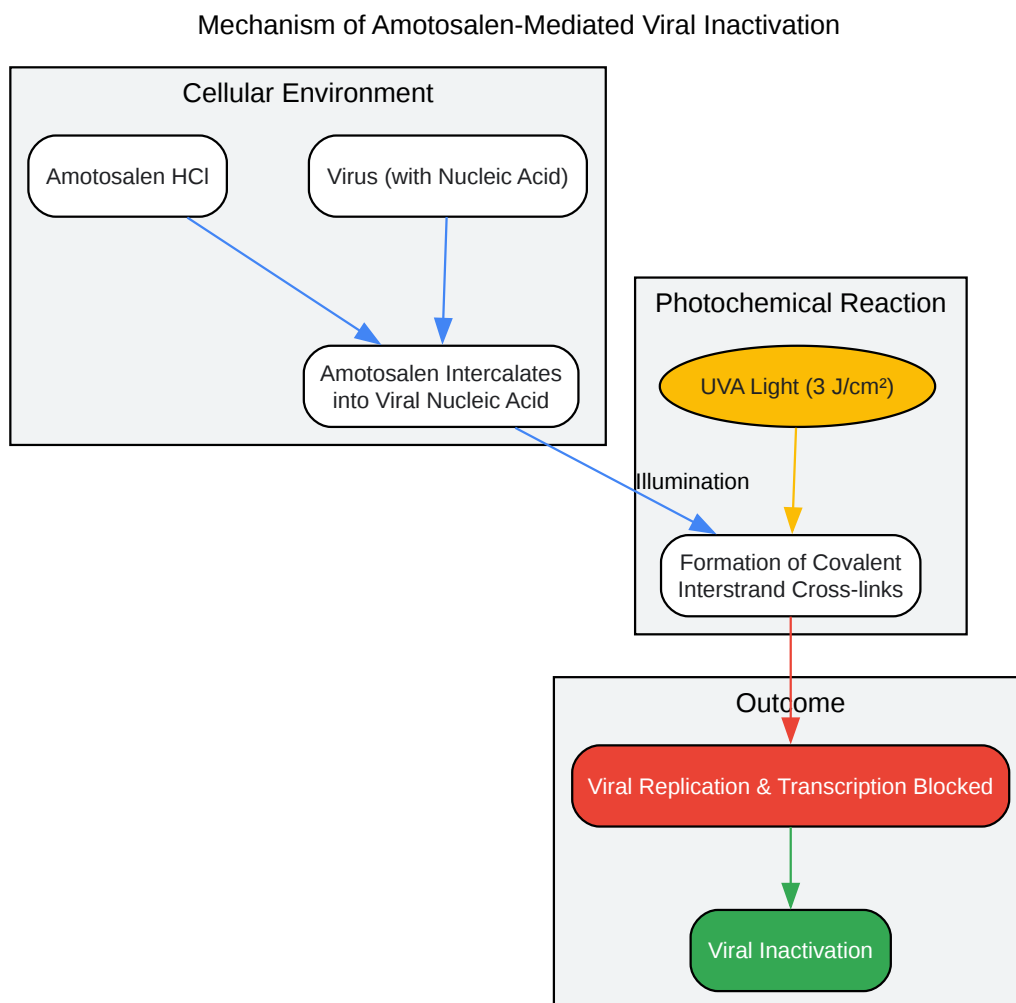 Mechanism of Amotosalen-Mediated Viral Inactivation
Cellular Environment
Amotosalen HCl
Virus (with Nucleic Acid)
Amotosalen Intercalates
into Viral Nucleic Acid
Photochemical Reaction
UVA Light (3 J/cm²)
Illumination
Formation of Covalent
Interstrand Cross-links
Outcome
Viral Replication & Transcription Blocked
Viral Inactivation